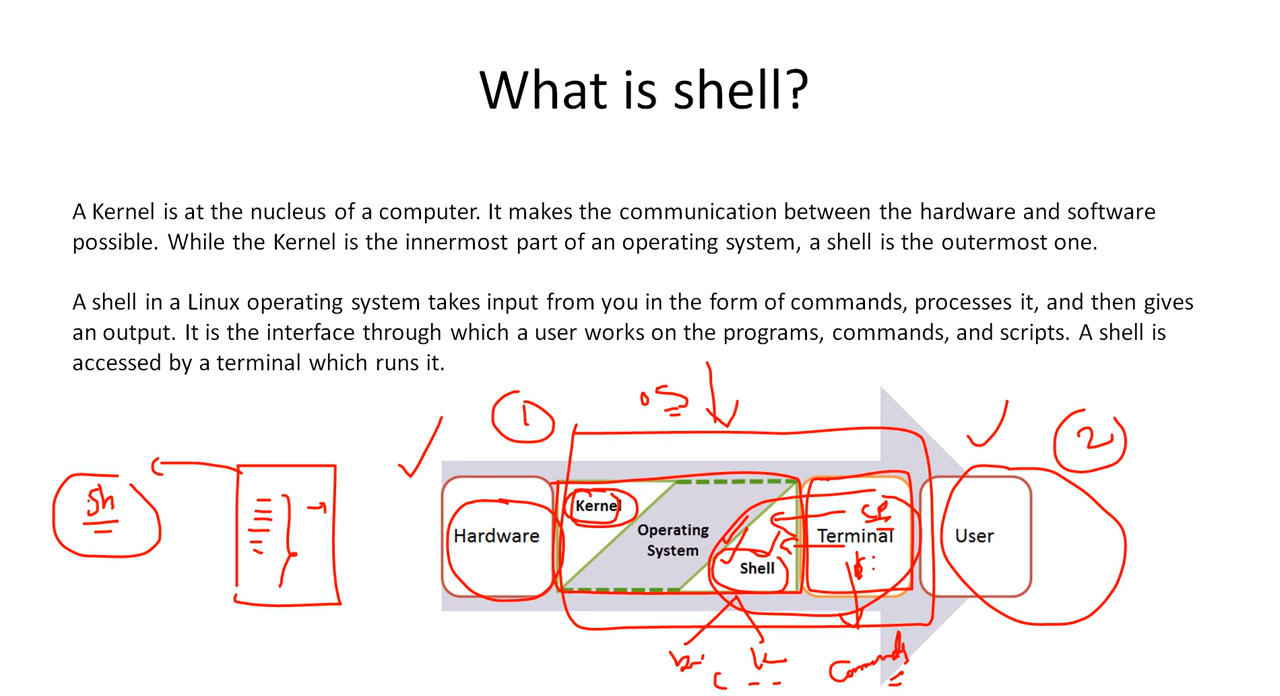 What is shell?
A Kernel is at the nucleus of a computer. It makes the communication between the hardware and software
possible. While the Kernel is the innermost part of an operating system, a shell is the outermost one.
A shell in a Linux operating system takes input from you in the form of commands, processes it, and then gives
an output. It is the interface through which a user works on the programs, commands, and scripts. A shell is
accessed by a terminal which runs it.
OS
1
2
Sh
Kernel
Hardware
Operating
System
Shell
Terminal
User
Commands